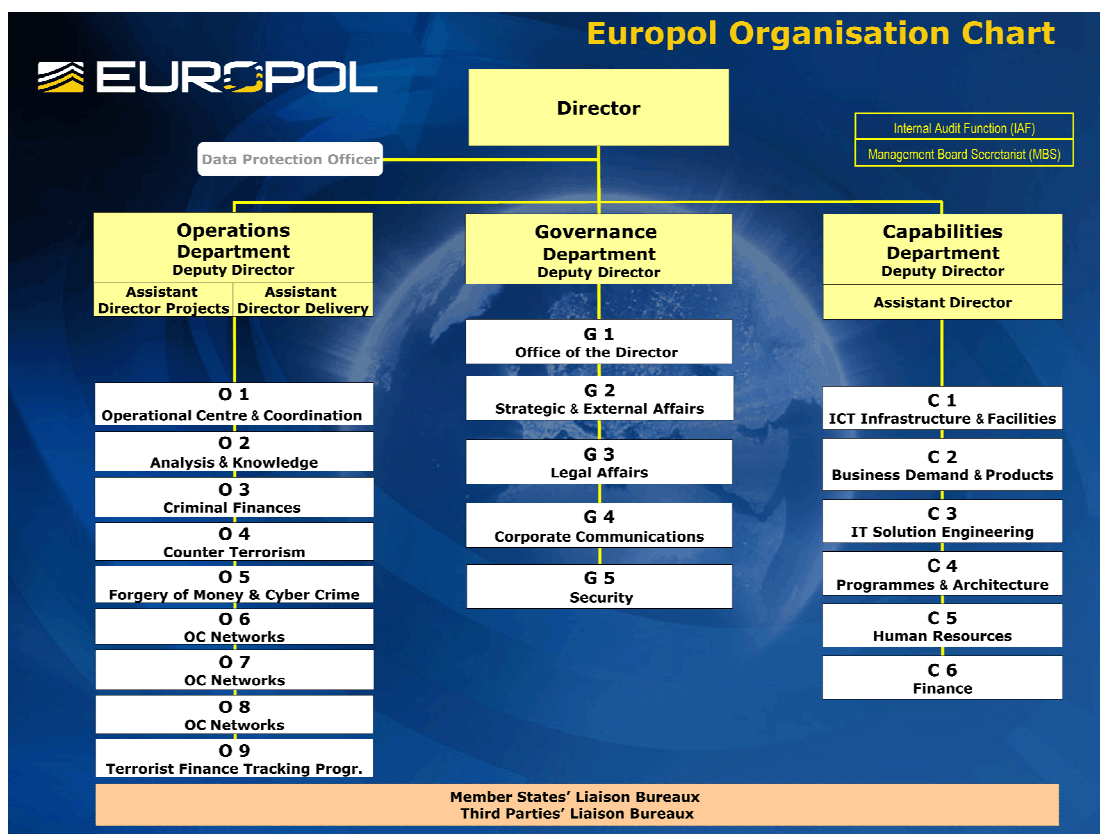 Europol Organisation Chart
EUROPOL
Director
Internal Audit Function (IAF)
Management Board Secretariat (MBS)
Data Protection Officer
Operations
Department
Deputy Director
Assistant
Director Projects
Assistant
Director Delivery
O 1
Operational Centre & Coordination
O 2
Analysis & Knowledge
O 3
Criminal Finances
O 4
Counter Terrorism
O 5
Forgery of Money & Cyber Crime
O 6
OC Networks
O 7
OC Networks
O 8
OC Networks
O 9
Terrorist Finance Tracking Progr.
Governance
Department
Deputy Director
G 1
Office of the Director
G 2
Strategic & External Affairs
G 3
Legal Affairs
G 4
Corporate Communications
G 5
Security
Capabilities
Department
Deputy Director
Assistant Director
C 1
ICT Infrastructure & Facilities
C 2
Business Demand & Products
C 3
IT Solution Engineering
C 4
Programmes & Architecture
C 5
Human Resources
C 6
Finance
Member States’ Liaison Bureaux
Third Parties’ Liaison Bureaux